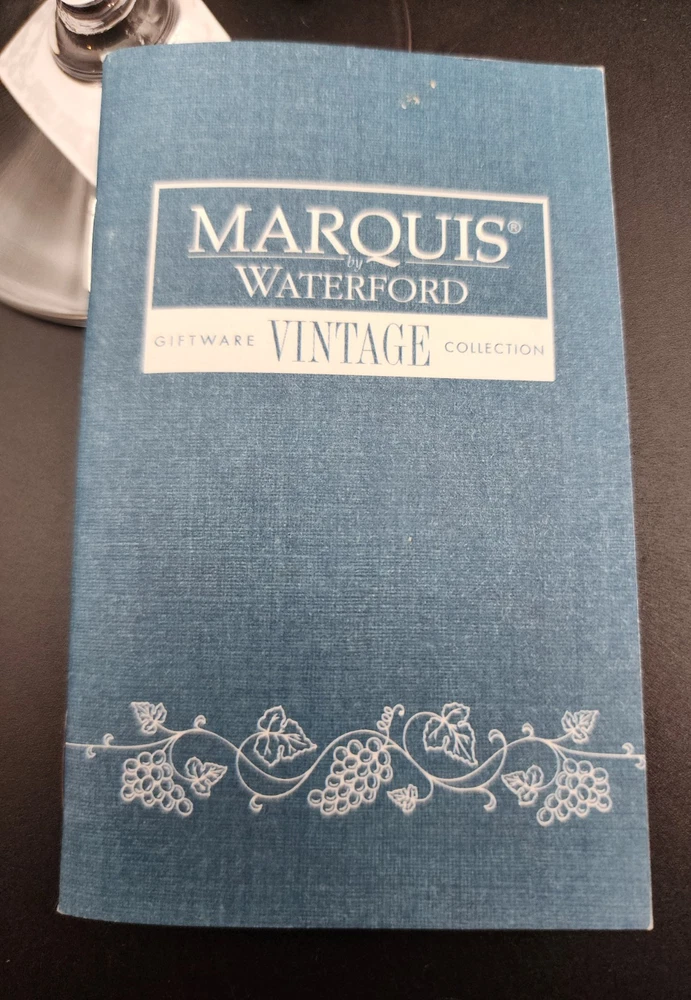 MARQUIS®
by
WATERFORD
GIFTWARE VINTAGE COLLECTION